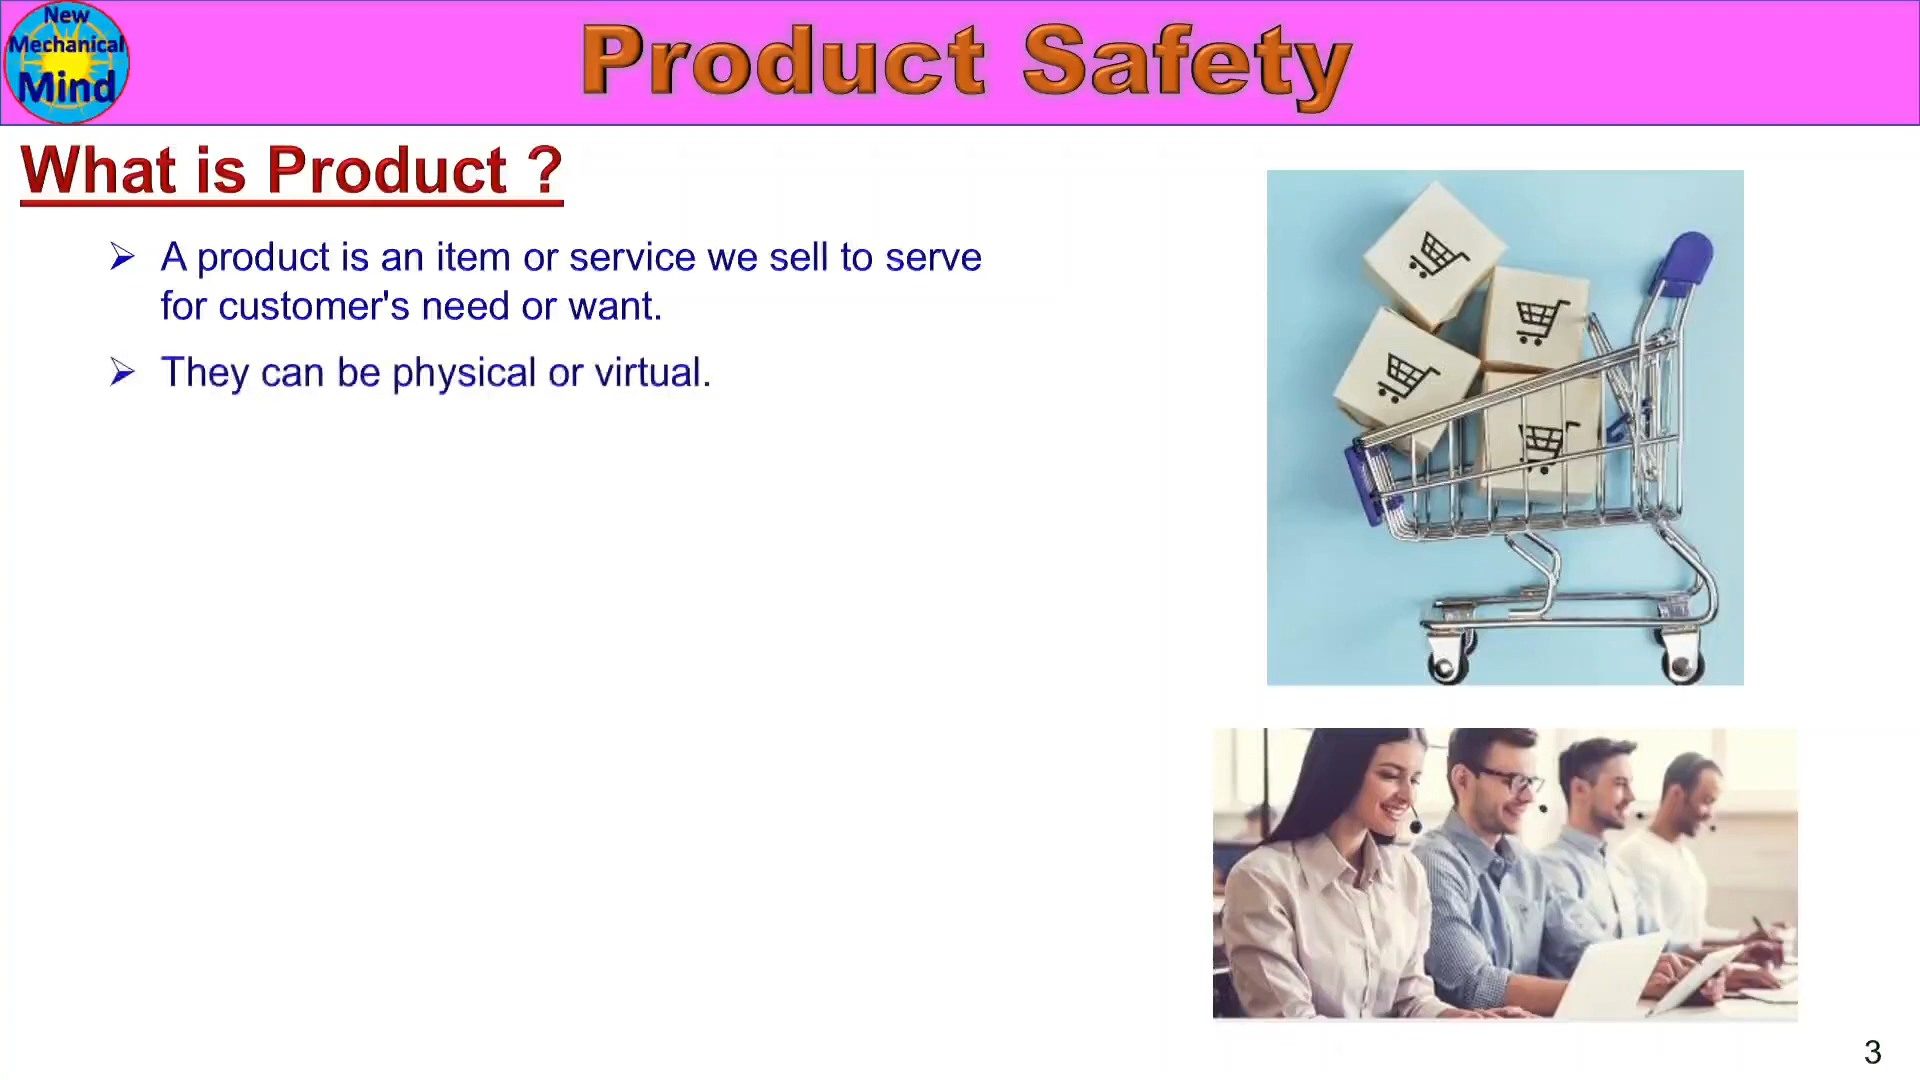 New
Mechanical
Mind
Product Safety
What is Product ?
➢ A product is an item or service we sell to serve
for customer's need or want.
➢ They can be physical or virtual.
3